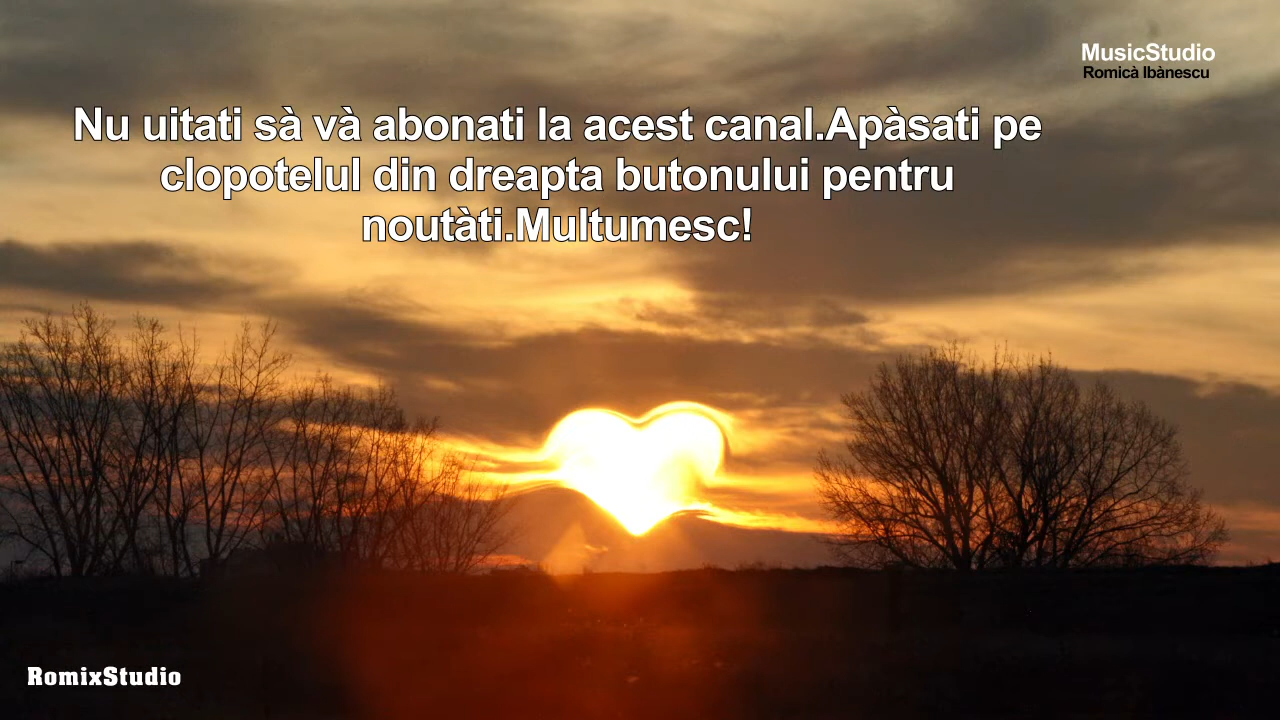 MusicStudio
Romicà Ibànescu
Nu uitati sà và abonati la acest canal.Apàsati pe
clopotelul din dreapta butonului pentru
noutàti.Multumesc!
RomixStudio